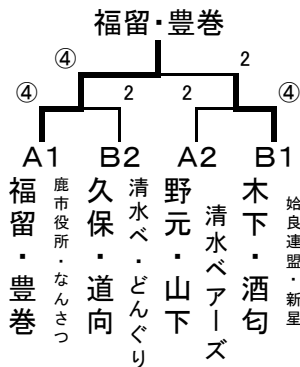 福留・豊巻
④ 2
④ 2 2 ④
A1 B2 A2 B1
福留・豊巻
鹿市役所・なんさつ
久保・道向
清水べ・どんぐり
野元・山下
清水ベアーズ
木下・酒匂
姶良連盟・新星